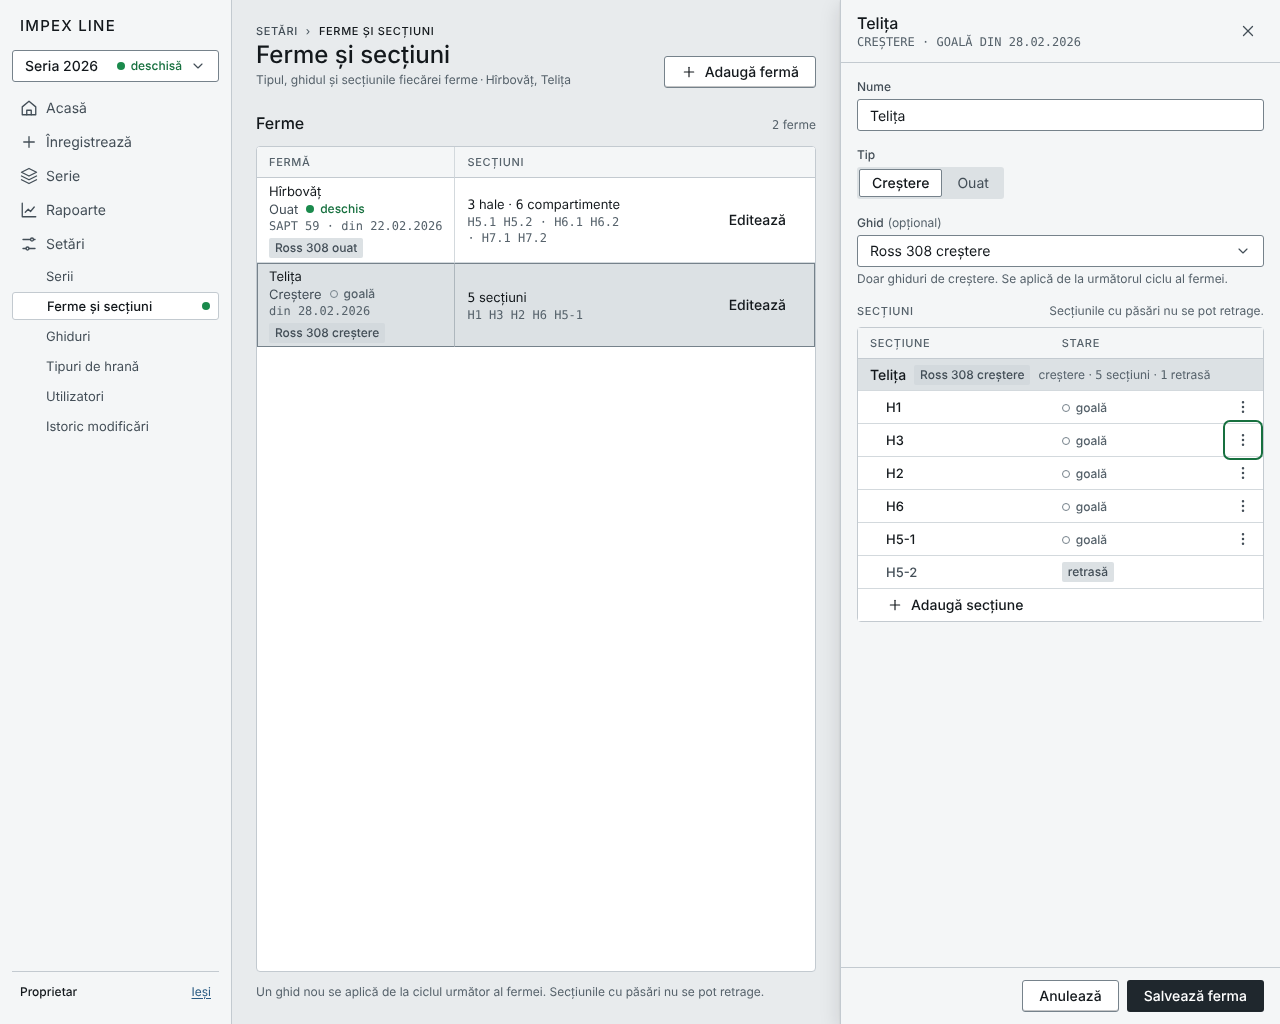 IMPEX LINE
Seria 2026 deschisă
Acasă
Înregistrează
Serie
Rapoarte
Setări
Serii
Ferme și secțiuni
Ghiduri
Tipuri de hrană
Utilizatori
Istoric modificări
Proprietar Ieși
SETĂRI › FERME ȘI SECȚIUNI
Ferme și secțiuni
Tipul, ghidul și secțiunile fiecărei ferme · Hîrbovăț, Telița
Adaugă fermă
Ferme 2 ferme
FERMĂ SECȚIUNI
Hîrbovăț
Ouat deschis
SAPT 59 · din 22.02.2026
Ross 308 ouat
3 hale · 6 compartimente
H5.1 H5.2 · H6.1 H6.2
· H7.1 H7.2
Editează
Telița
Creștere goală
din 28.02.2026
Ross 308 creștere
5 secțiuni
H1 H3 H2 H6 H5-1
Editează
Un ghid nou se aplică de la ciclul următor al fermei. Secțiunile cu păsări nu se pot retrage.
Telița
CREȘTERE · GOALĂ DIN 28.02.2026
Nume
Telița
Tip
Creștere Ouat
Ghid (opțional)
Ross 308 creștere
Doar ghiduri de creștere. Se aplică de la următorul ciclu al fermei.
SECȚIUNI Secțiunile cu păsări nu se pot retrage.
SECȚIUNE STARE
Telița Ross 308 creștere creștere · 5 secțiuni · 1 retrasă
H1 goală
H3 goală
H2 goală
H6 goală
H5-1 goală
H5-2 retrasă
Adaugă secțiune
Anulează Salvează ferma